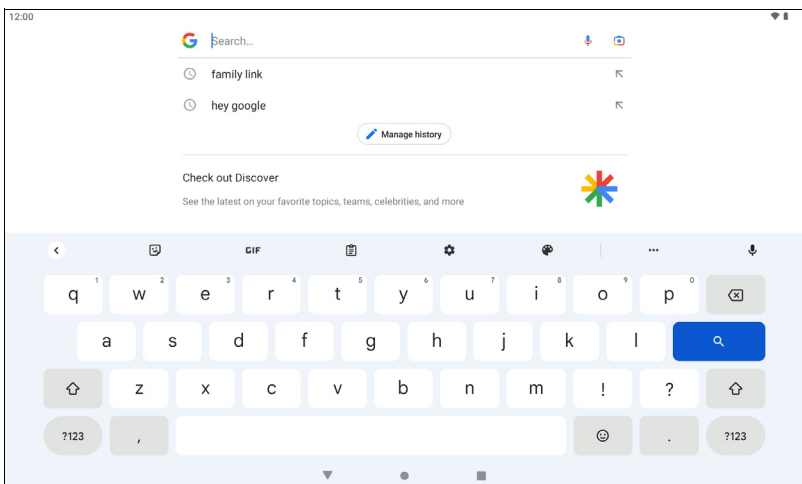 12:00
Search...
family link
hey google
Manage history
Check out Discover
See the latest on your favorite topics, teams, celebrities, and more
GIF
q 1 w 2 e 3 r 4 t 5 y 6 u 7 i 8 o 9 p 0
a s d f g h j k l
z x c v b n m ! ?
?123 , . ?123